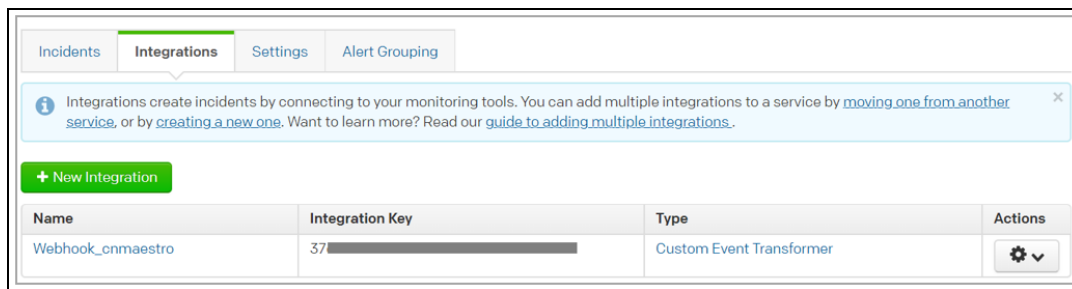 Incidents Integrations Settings Alert Grouping
Integrations create incidents by connecting to your monitoring tools. You can add multiple integrations to a service by moving one from another
service, or by creating a new one. Want to learn more? Read our guide to adding multiple integrations .
+ New Integration
Name Integration Key Type Actions
Webhook_cnmaestro 37 Custom Event Transformer